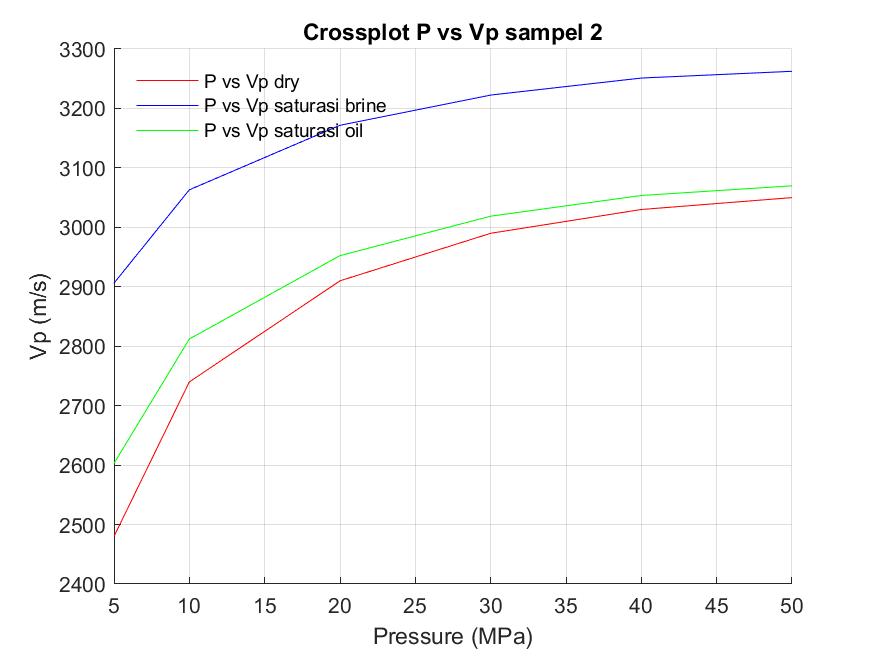 Crossplot P vs Vp sampel 2
3300
3200
3100
3000
2900
2800
2700
2600
2500
2400
Vp (m/s)
P vs Vp dry
P vs Vp saturasi brine
P vs Vp saturasi oil
5 10 15 20 25 30 35 40 45 50
Pressure (MPa)